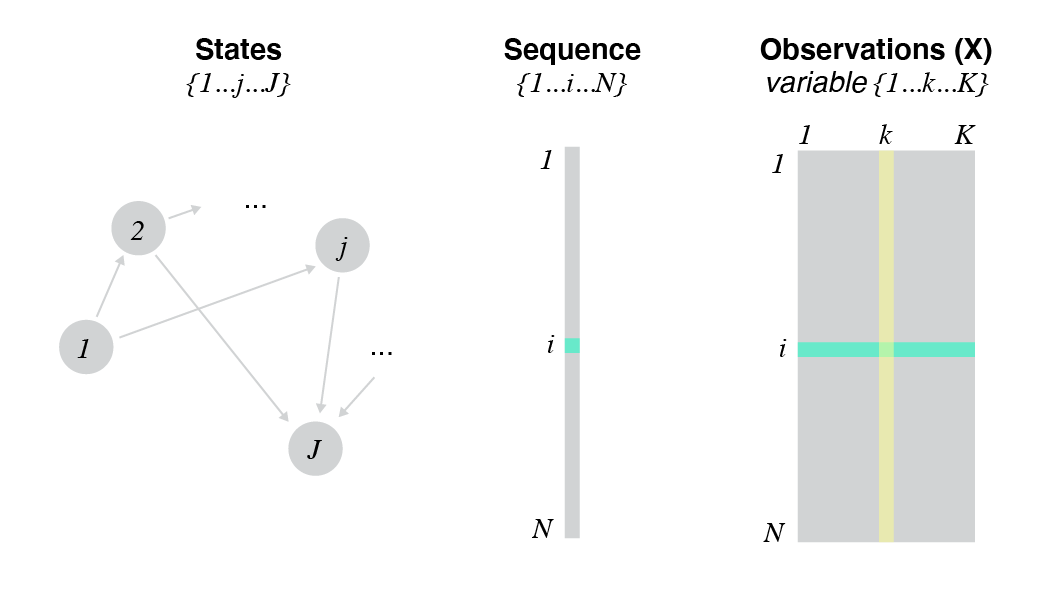 States
{1...j...J}
2
...
j
1
...
J
Sequence
{1...i...N}
1
i
N
Observations (X)
variable {1...k...K}
1 k K
1
i
N